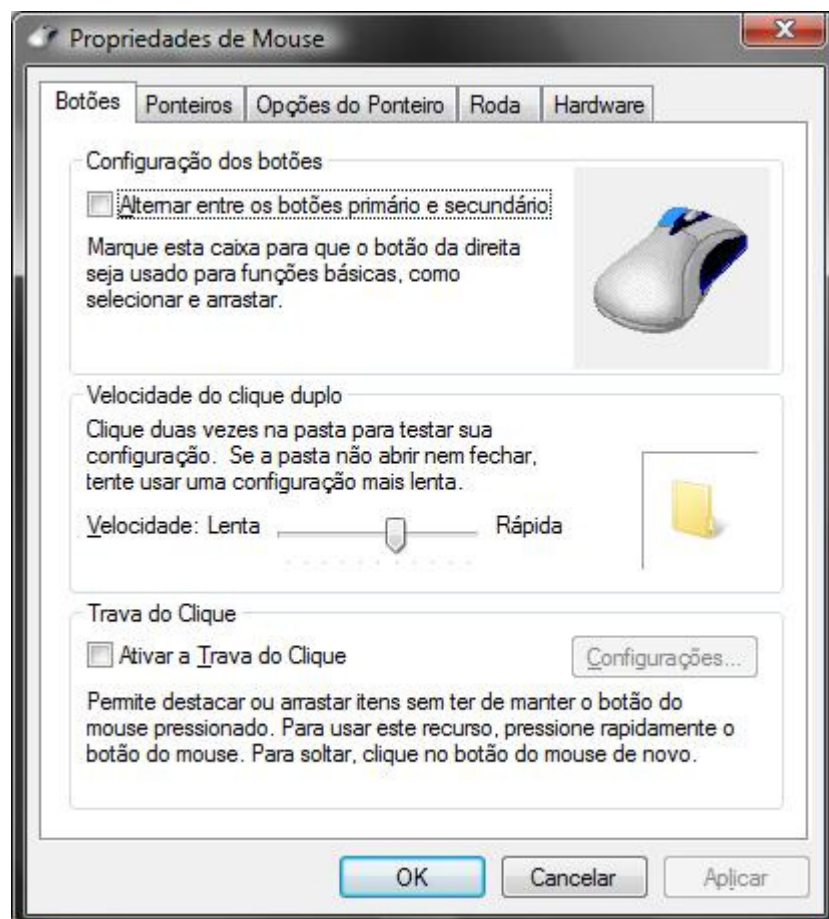 Propriedades de Mouse
Botões Ponteiros Opções do Ponteiro Roda Hardware
Configuração dos botões
Alternar entre os botões primário e secundário
Marque esta caixa para que o botão da direita
seja usado para funções básicas, como
selecionar e arrastar.
Velocidade do clique duplo
Clique duas vezes na pasta para testar sua
configuração. Se a pasta não abrir nem fechar,
tente usar uma configuração mais lenta.
Velocidade: Lenta Rápida
Trava do Clique
Ativar a Trava do Clique Configurações...
Permite destacar ou arrastar itens sem ter de manter o botão do
mouse pressionado. Para usar este recurso, pressione rapidamente o
botão do mouse. Para soltar, clique no botão do mouse de novo.
OK Cancelar Aplicar